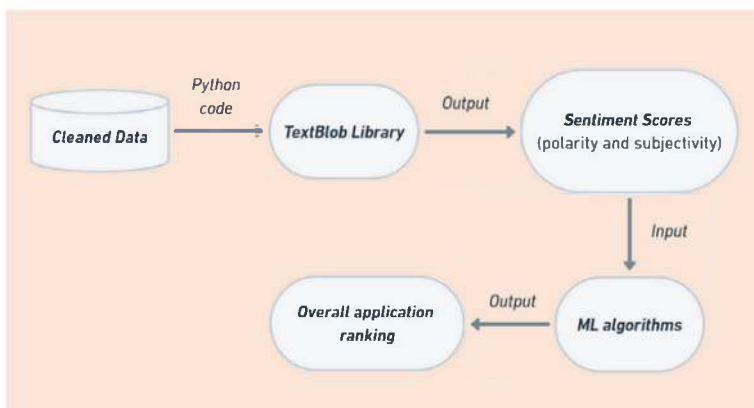 Cleaned Data
Python
code
TextBlob Library
Output
Sentiment Scores
(polarity and subjectivity)
Input
ML algorithms
Output
Overall application
ranking